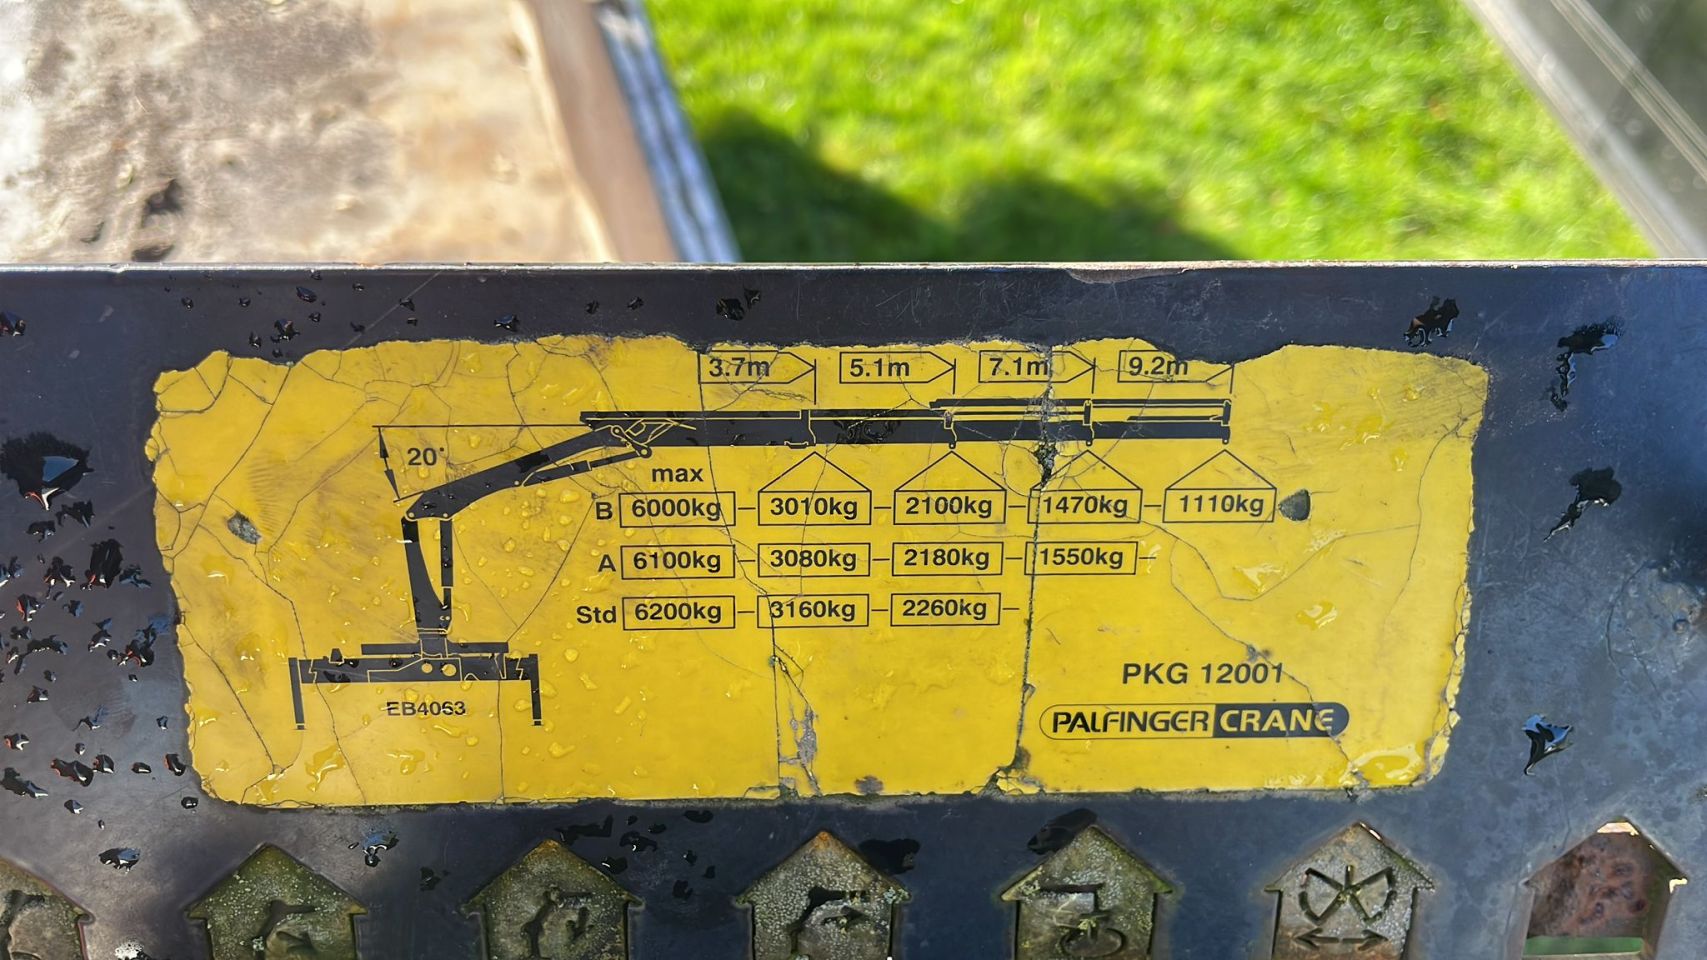 3.7m 5.1m 7.1m 9.2m
20°
max
B 6000kg 3010kg 2100kg 1470kg 1110kg
A 6100kg 3080kg 2180kg 1550kg
Std 6200kg 3160kg 2260kg
PKG 12001
EB4063
PALFINGER CRANE